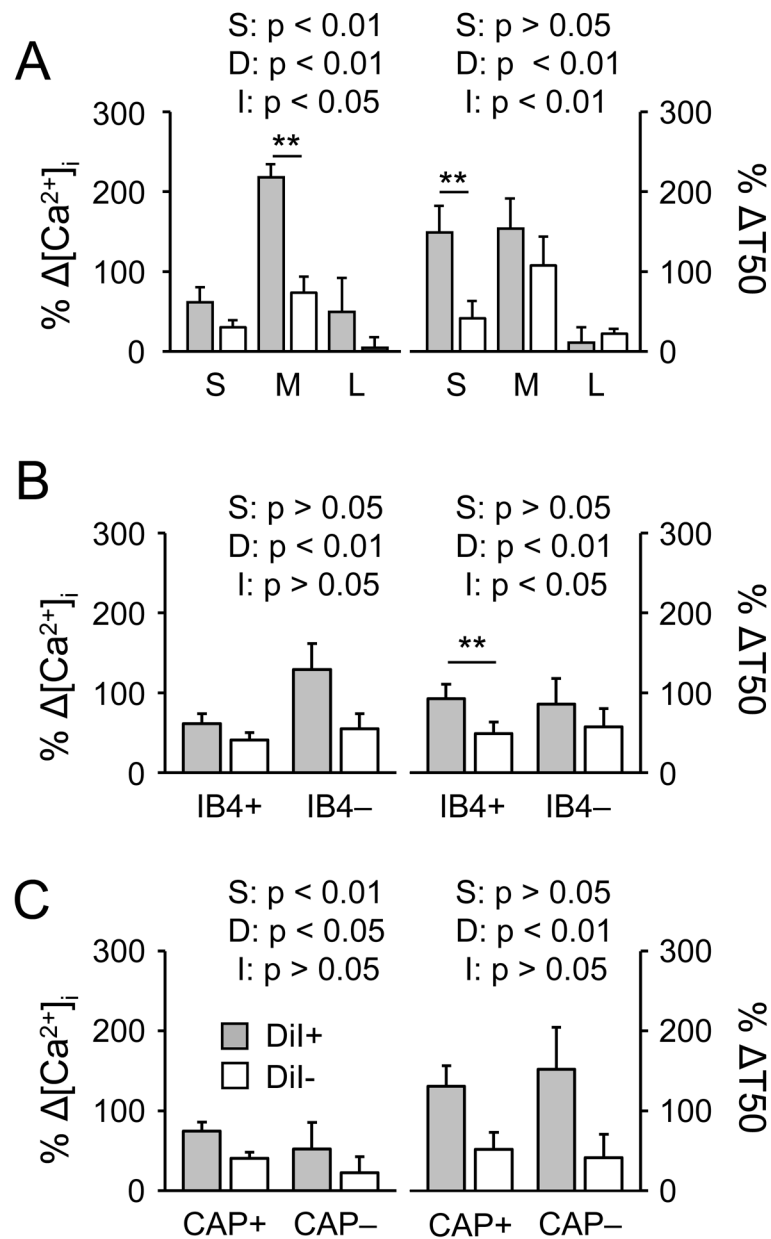 A
S: p < 0.01
D: p < 0.01
I: p < 0.05
S: p > 0.05
D: p < 0.01
I: p < 0.01
% Δ[Ca²⁺]ᵢ
300
200
100
0
**
**
300
200
100
0
% ΔT50
S M L
S M L
B
S: p > 0.05
D: p < 0.01
I: p > 0.05
S: p > 0.05
D: p < 0.01
I: p < 0.05
% Δ[Ca²⁺]ᵢ
300
200
100
0
**
300
200
100
0
% ΔT50
IB4+ IB4–
IB4+ IB4–
C
S: p < 0.01
D: p < 0.05
I: p > 0.05
S: p > 0.05
D: p < 0.01
I: p > 0.05
% Δ[Ca²⁺]ᵢ
300
200
100
0
DiI+
DiI-
300
200
100
0
% ΔT50
CAP+ CAP–
CAP+ CAP–